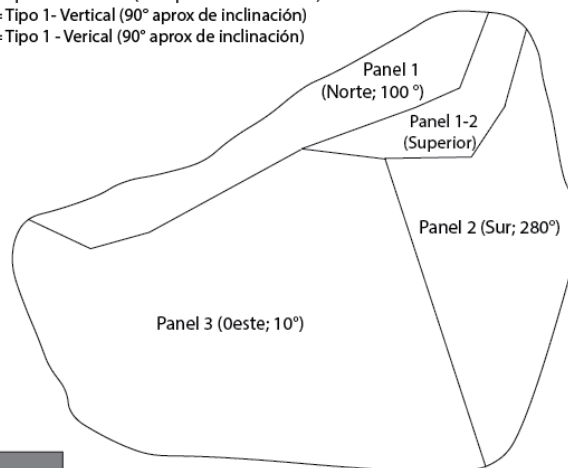 = Tipo 1- Vertical (90° aprox de inclinación)
= Tipo 1 - Verical (90° aprox de inclinación)
Panel 1
(Norte; 100 °)
Panel 1-2
(Superior)
Panel 2 (Sur; 280°)
Panel 3 (0este; 10°)